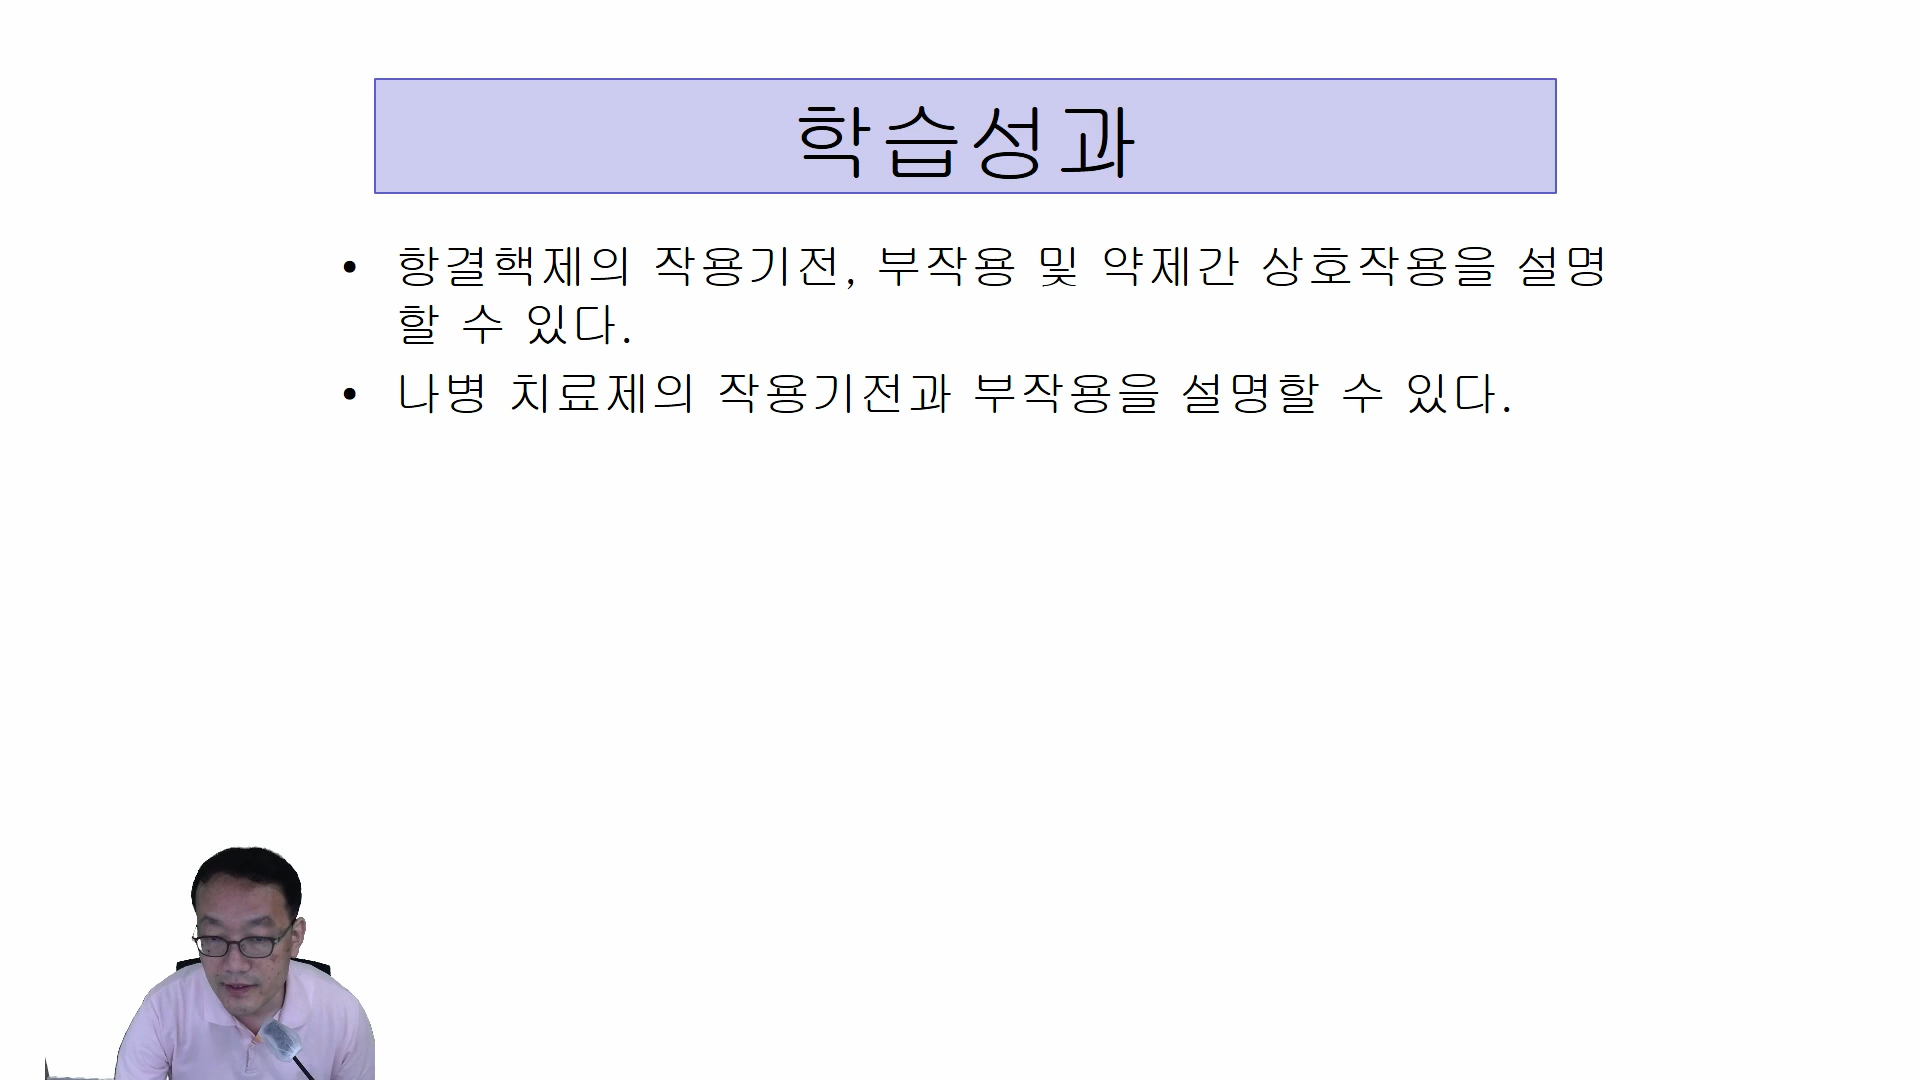 학습성과
• 항결핵제의 작용기전, 부작용 및 약제간 상호작용을 설명
할 수 있다.
• 나병 치료제의 작용기전과 부작용을 설명할 수 있다.